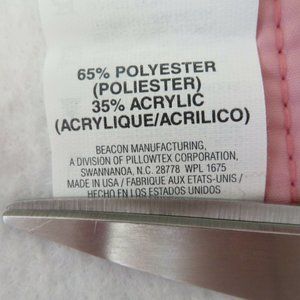 65% POLYESTER
(POLIESTER)
35% ACRYLIC
(ACRYLIQUE/ACRILICO)
BEACON MANUFACTURING,
A DIVISION OF PILLOWTEX CORPORATION,
SWANNANOA, N.C. 28778 WPL 1675
MADE IN USA / FABRIQUE AUX ETATS-UNIS /
HECHO EN LOS ESTADOS UNIDOS